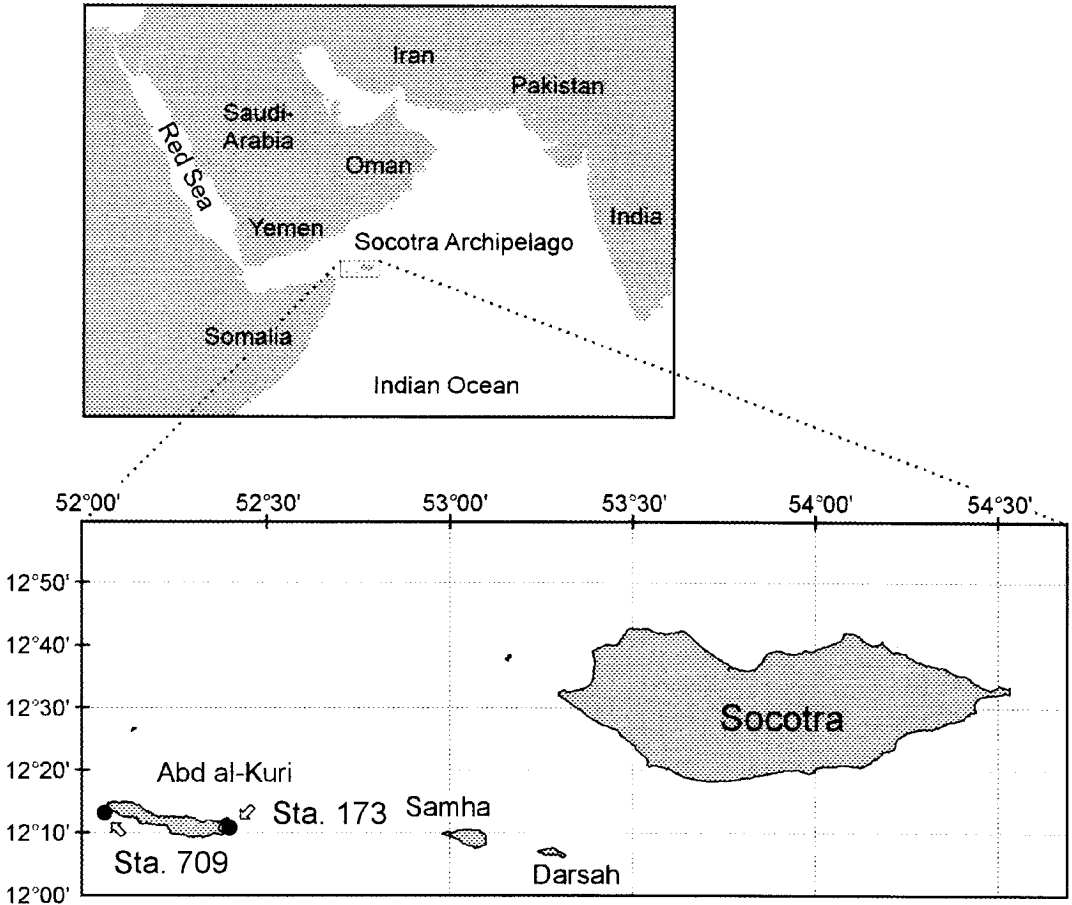 Iran
Pakistan
Saudi-
Arabia
Red Sea
Oman
India
Yemen
Socotra Archipelago
Somalia
Indian Ocean
52°00' 52°30' 53°00' 53°30' 54°00' 54°30'
12°50'
12°40'
12°30'
Socotra
12°20'
Abd al-Kuri
Sta. 173
Samha
12°10'
Sta. 709
Darsah
12°00'